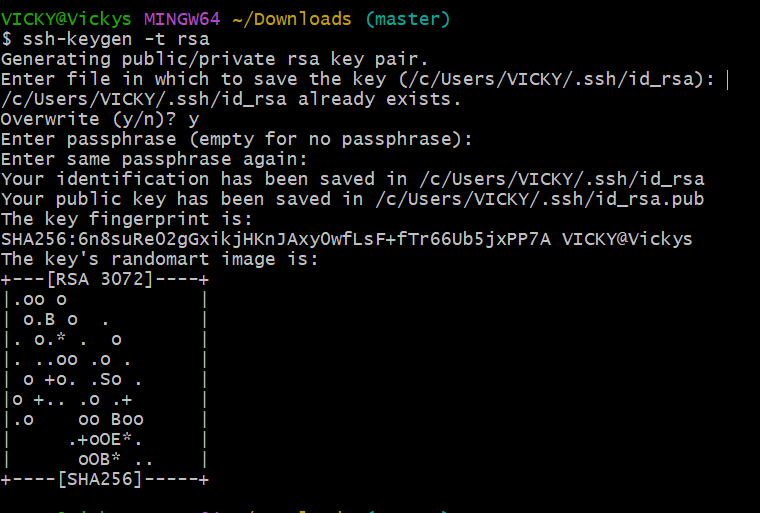 VICKY@Vickys MINGW64 ~/Downloads (master)
$ ssh-keygen -t rsa
Generating public/private rsa key pair.
Enter file in which to save the key (/c/Users/VICKY/.ssh/id_rsa):
/c/Users/VICKY/.ssh/id_rsa already exists.
Overwrite (y/n)? y
Enter passphrase (empty for no passphrase):
Enter same passphrase again:
Your identification has been saved in /c/Users/VICKY/.ssh/id_rsa
Your public key has been saved in /c/Users/VICKY/.ssh/id_rsa.pub
The key fingerprint is:
SHA256:6n8suReO2gGxikjHKnJAxyOwfLsF+fTr66Ub5jxPP7A VICKY@Vickys
The key's randomart image is:
+---[RSA 3072]----+
|.oo o            |
| o.B o  .        |
|. o.* .  o       |
|. ..oo .o .      |
| o +o. .So .     |
|o +.. .o .+      |
|.o    oo Boo     |
|     .+oOE*.     |
|      oOB* ..    |
+----[SHA256]-----+